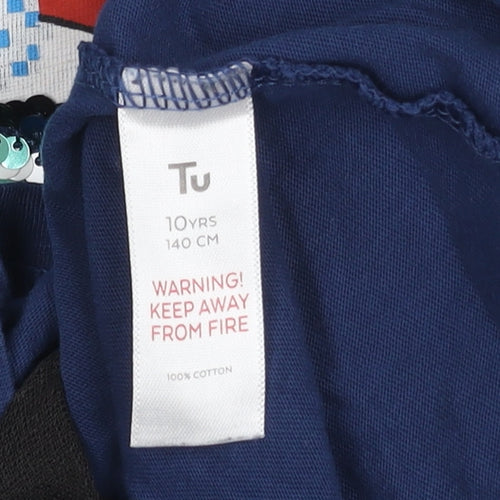 Tu
10YRS
140 CM
WARNING!
KEEP AWAY
FROM FIRE
100% COTTON